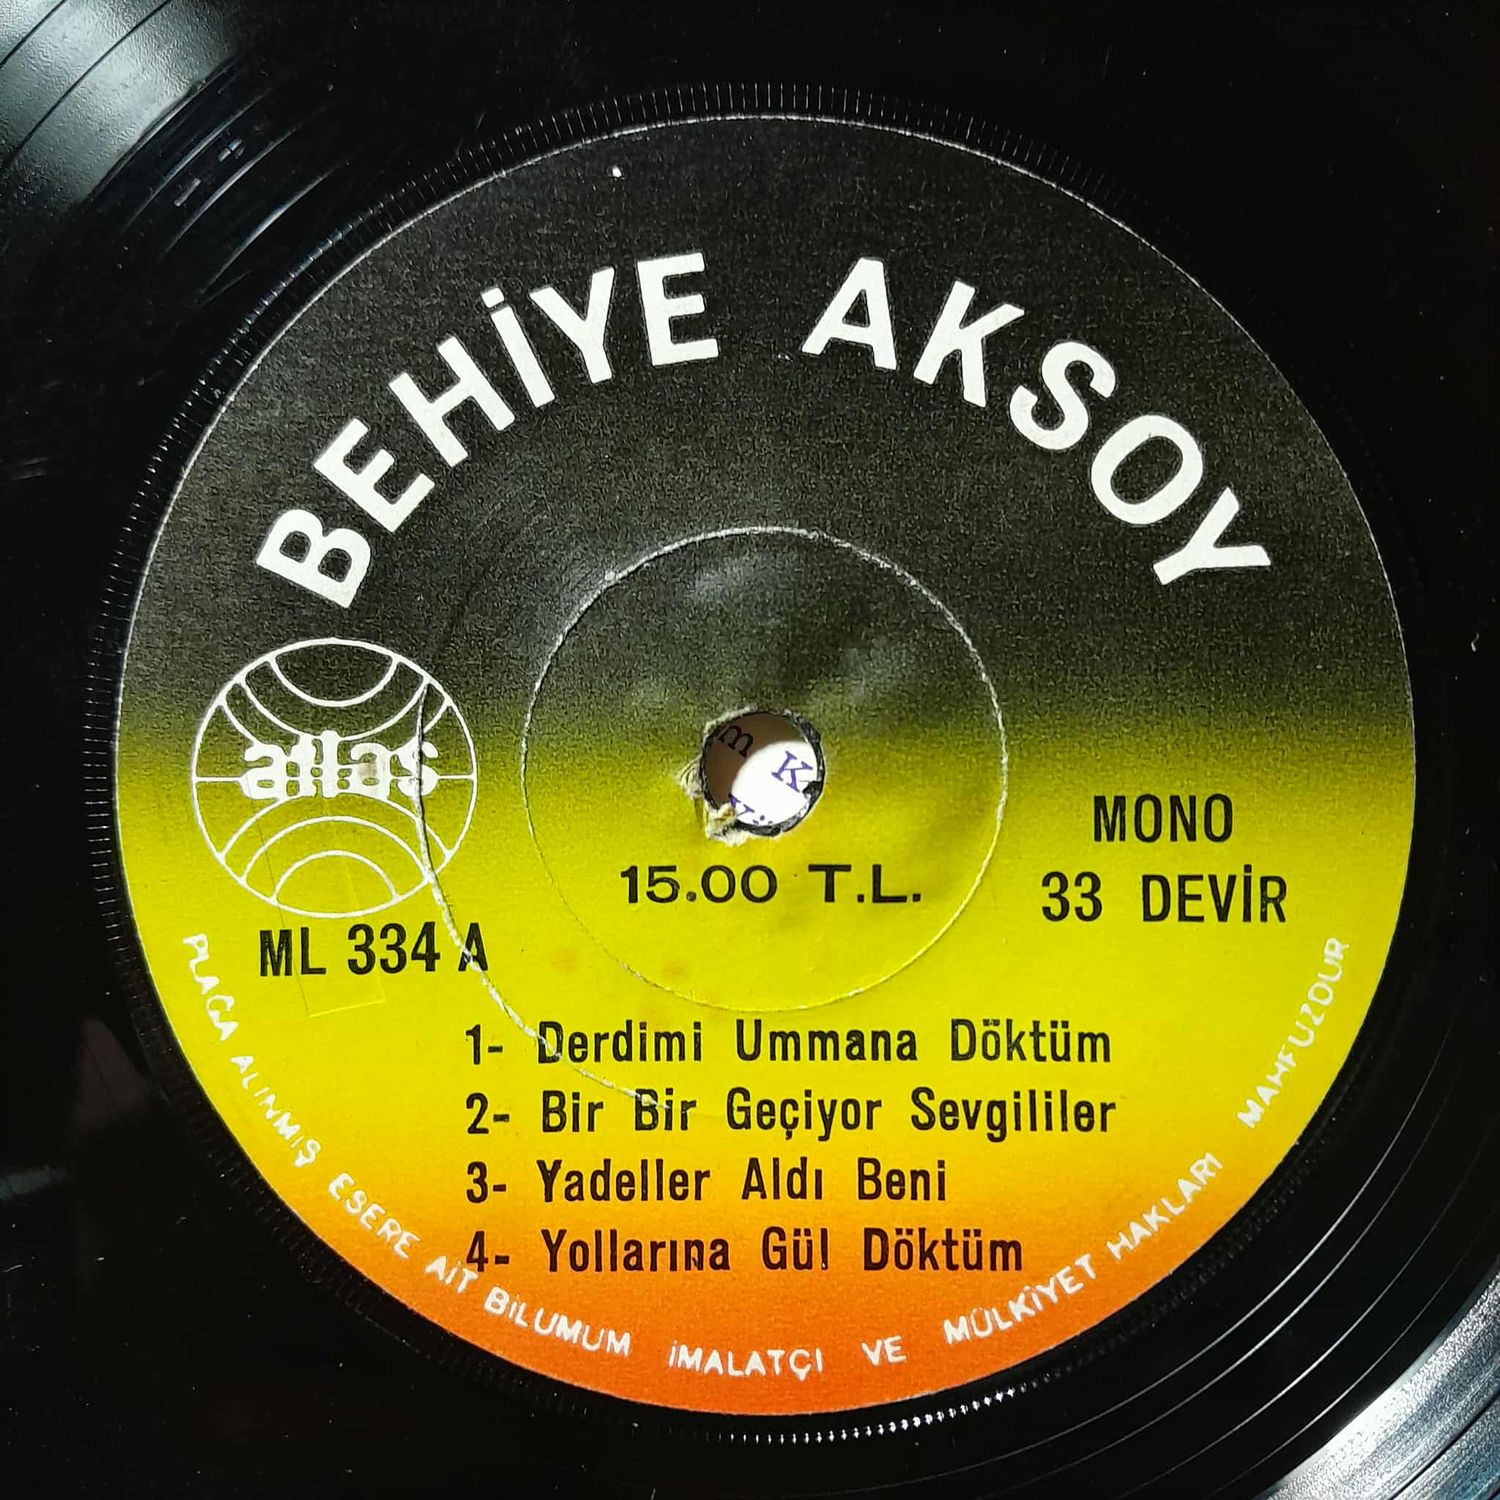 BEHİYE AKSOY
atlas
ML 334 A
15.00 T.L.
MONO
33 DEVİR
1- Derdimi Ummana Döktüm
2- Bir Bir Geçiyor Sevgililer
3- Yadeller Aldı Beni
4- Yollarına Gül Döktüm
PLAĞA ALINMIŞ ESERE AİT BİLUMUM İMALATÇI VE MÜLKİYET HAKLARI MAHFUZDUR
m K